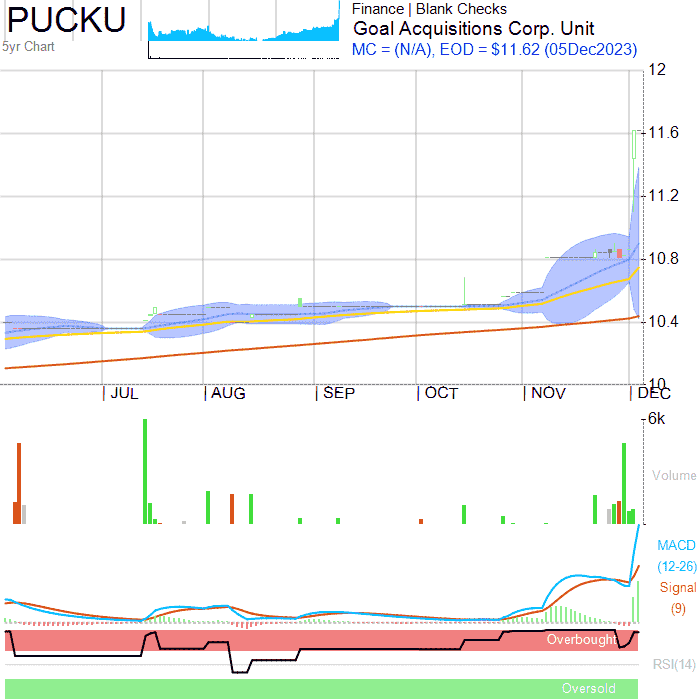 PUCKU
5yr Chart
Finance | Blank Checks
Goal Acquisitions Corp. Unit
MC = (N/A), EOD = $11.62 (05Dec2023)
12
11.6
11.2
10.8
10.4
10
JUL AUG SEP OCT NOV DEC
6k
Volume
MACD
(12-26)
Signal
(9)
Overbought
RSI(14)
Oversold